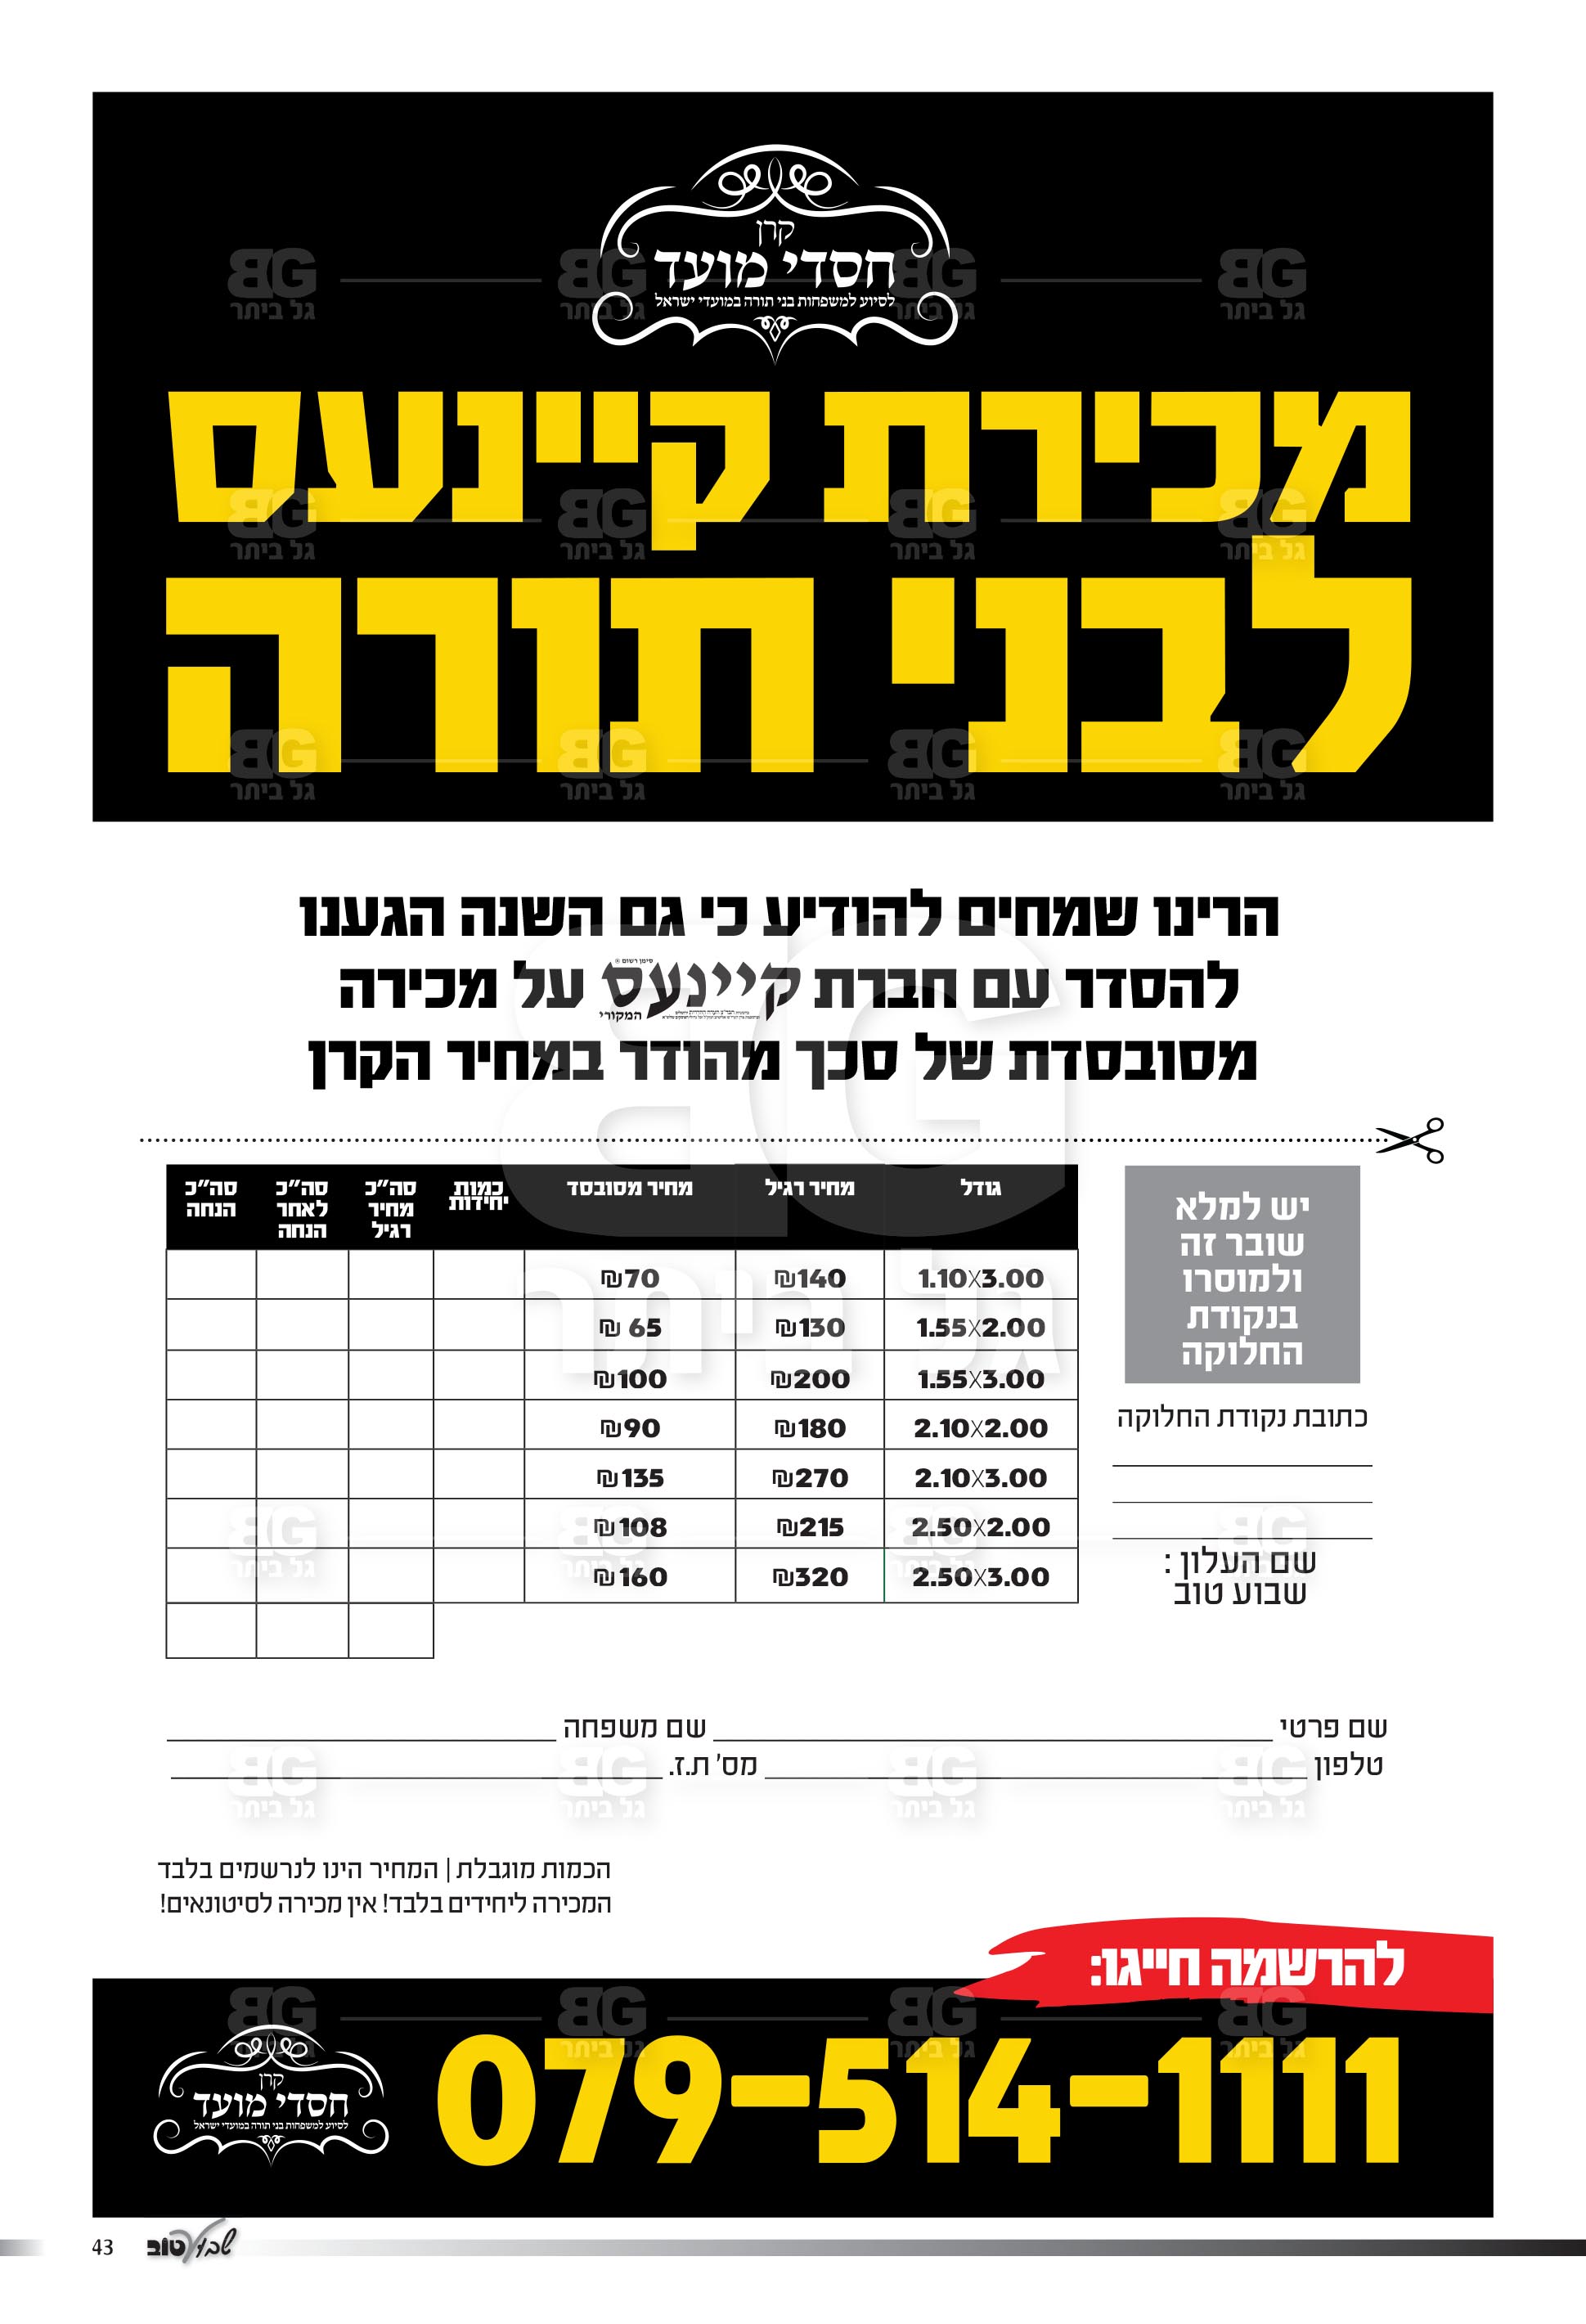 קרן
חסדי מועד
לסיוע למשפחות בני תורה במועדי ישראל
מכירת קיינעס
לבני תורה
הרינו שמחים להודיע כי גם השנה הגענו
להסדר עם חברת קיינעס המקורי על מכירה
סימן רשום ®
מסובסדת של סכך מהודר במחיר הקרן
יש למלא
שובר זה
ולמוסרו
בנקודת
החלוקה
כתובת נקודת החלוקה
שם העלון :
שבוע טוב
גודל מחיר רגיל מחיר מסובסד כמות יחידות סה"כ מחיר רגיל סה"כ לאחר הנחה סה"כ הנחה
1.10X3.00 140₪ 70₪
1.55X2.00 130₪ 65 ₪
1.55X3.00 200₪ 100₪
2.10X2.00 180₪ 90₪
2.10X3.00 270₪ 135₪
2.50X2.00 215₪ 108₪
2.50X3.00 320₪ 160₪
שם פרטי שם משפחה
טלפון מס' ת.ז.
הכמות מוגבלת | המחיר הינו לנרשמים בלבד
המכירה ליחידים בלבד! אין מכירה לסיטונאים!
להרשמה חייגו:
079-514-1111
קרן
חסדי מועד
לסיוע למשפחות בני תורה במועדי ישראל
43 שבוע טוב
BG
גל ביתר